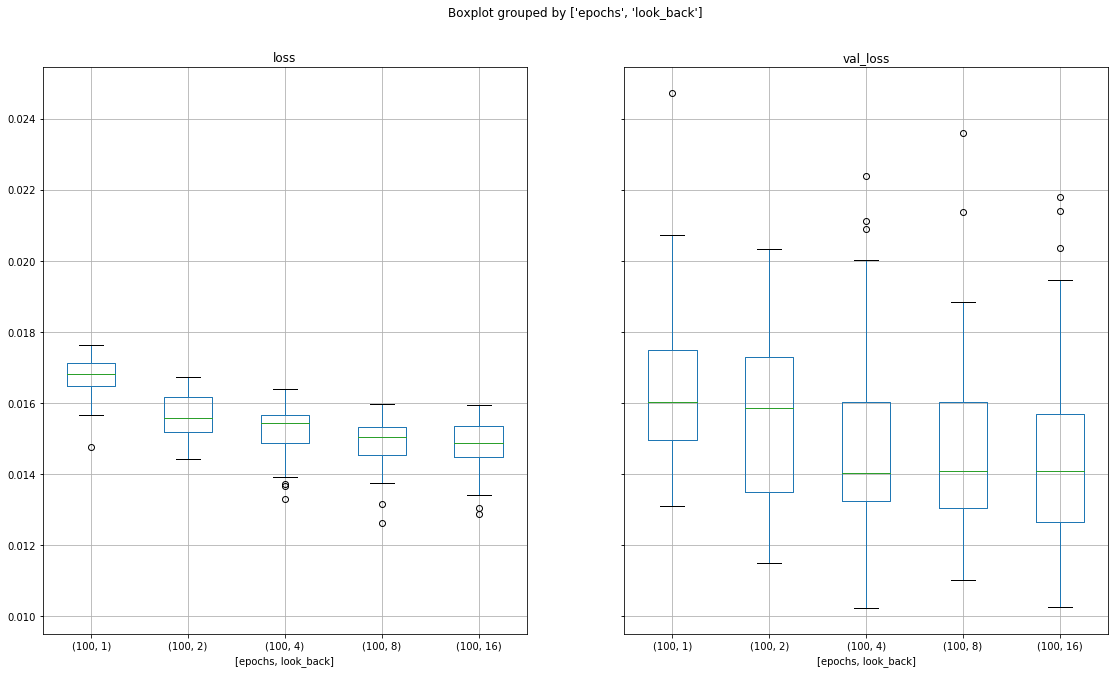 Boxplot grouped by ['epochs', 'look_back']
loss
val_loss
0.024
0.022
0.020
0.018
0.016
0.014
0.012
0.010
(100, 1) (100, 2) (100, 4) (100, 8) (100, 16)
[epochs, look_back]
(100, 1) (100, 2) (100, 4) (100, 8) (100, 16)
[epochs, look_back]